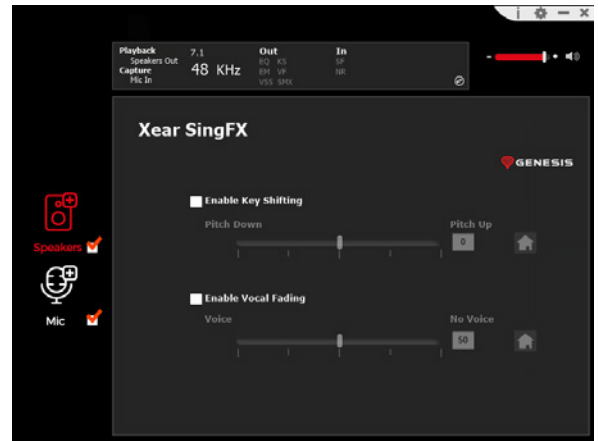 i
Playback 7.1 Out In
Speakers Out EQ KS SF
Capture 48 KHz EM VF NR
Mic In VSS SMX
Xear SingFX
GENESIS
Enable Key Shifting
Pitch Down Pitch Up
0
Speakers
Enable Vocal Fading
Mic
Voice No Voice
50